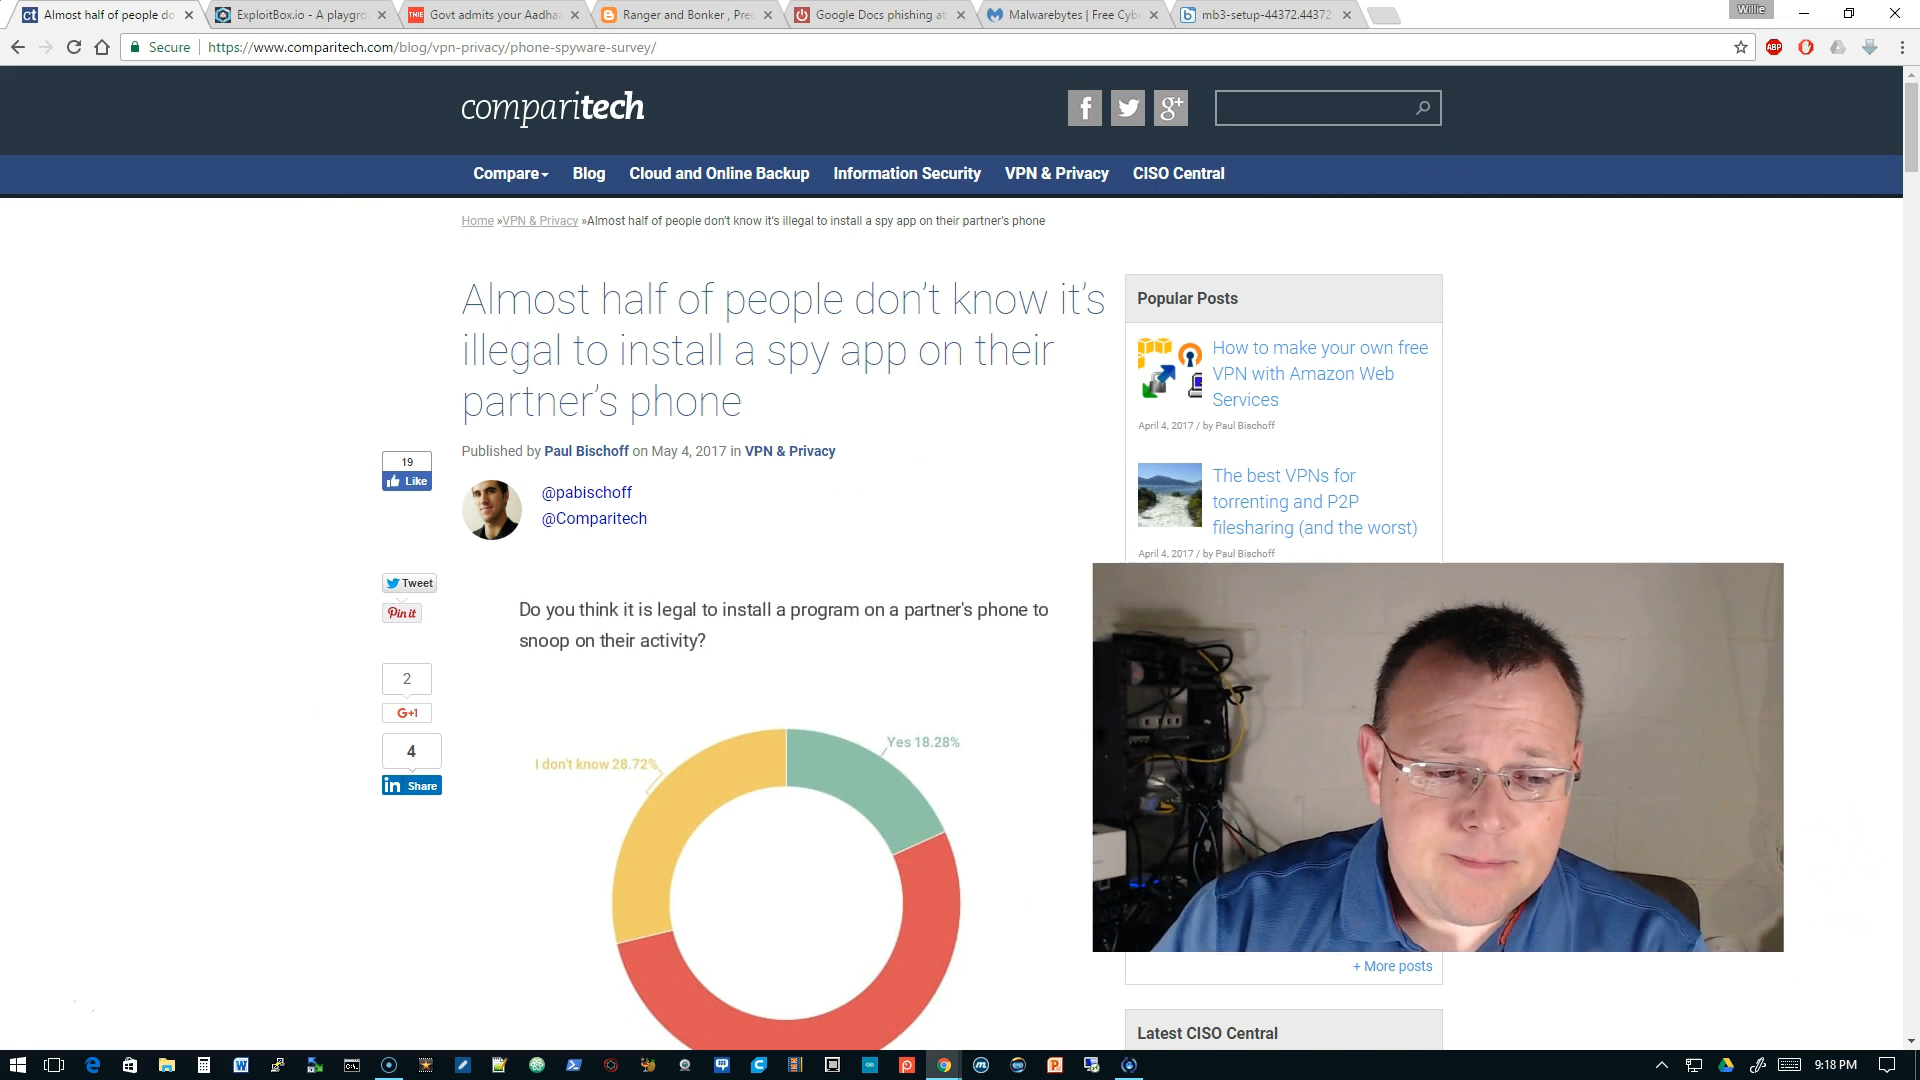 Almost half of people do
ExploitBox.io - A playgro
Govt admits your Aadhaa
Ranger and Bonker , Prec
Google Docs phishing at
Malwarebytes | Free Cyb
mb3-setup-44372.44372
Willie
Secure
https://www.comparitech.com/blog/vpn-privacy/phone-spyware-survey/
ABP
comparitech
Compare
Blog
Cloud and Online Backup
Information Security
VPN & Privacy
CISO Central
Home »VPN & Privacy »Almost half of people don't know it's illegal to install a spy app on their partner's phone
Almost half of people don't know it's
illegal to install a spy app on their
partner's phone
Published by Paul Bischoff on May 4, 2017 in VPN & Privacy
@pabischoff
@Comparitech
19
Like
Tweet
Pin it
2
G+1
4
in Share
Do you think it is legal to install a program on a partner's phone to
snoop on their activity?
Yes 18.28%
I don't know 28.72%
Popular Posts
How to make your own free
VPN with Amazon Web
Services
April 4, 2017 / by Paul Bischoff
The best VPNs for
torrenting and P2P
filesharing (and the worst)
April 4, 2017 / by Paul Bischoff
+ More posts
Latest CISO Central
9:18 PM